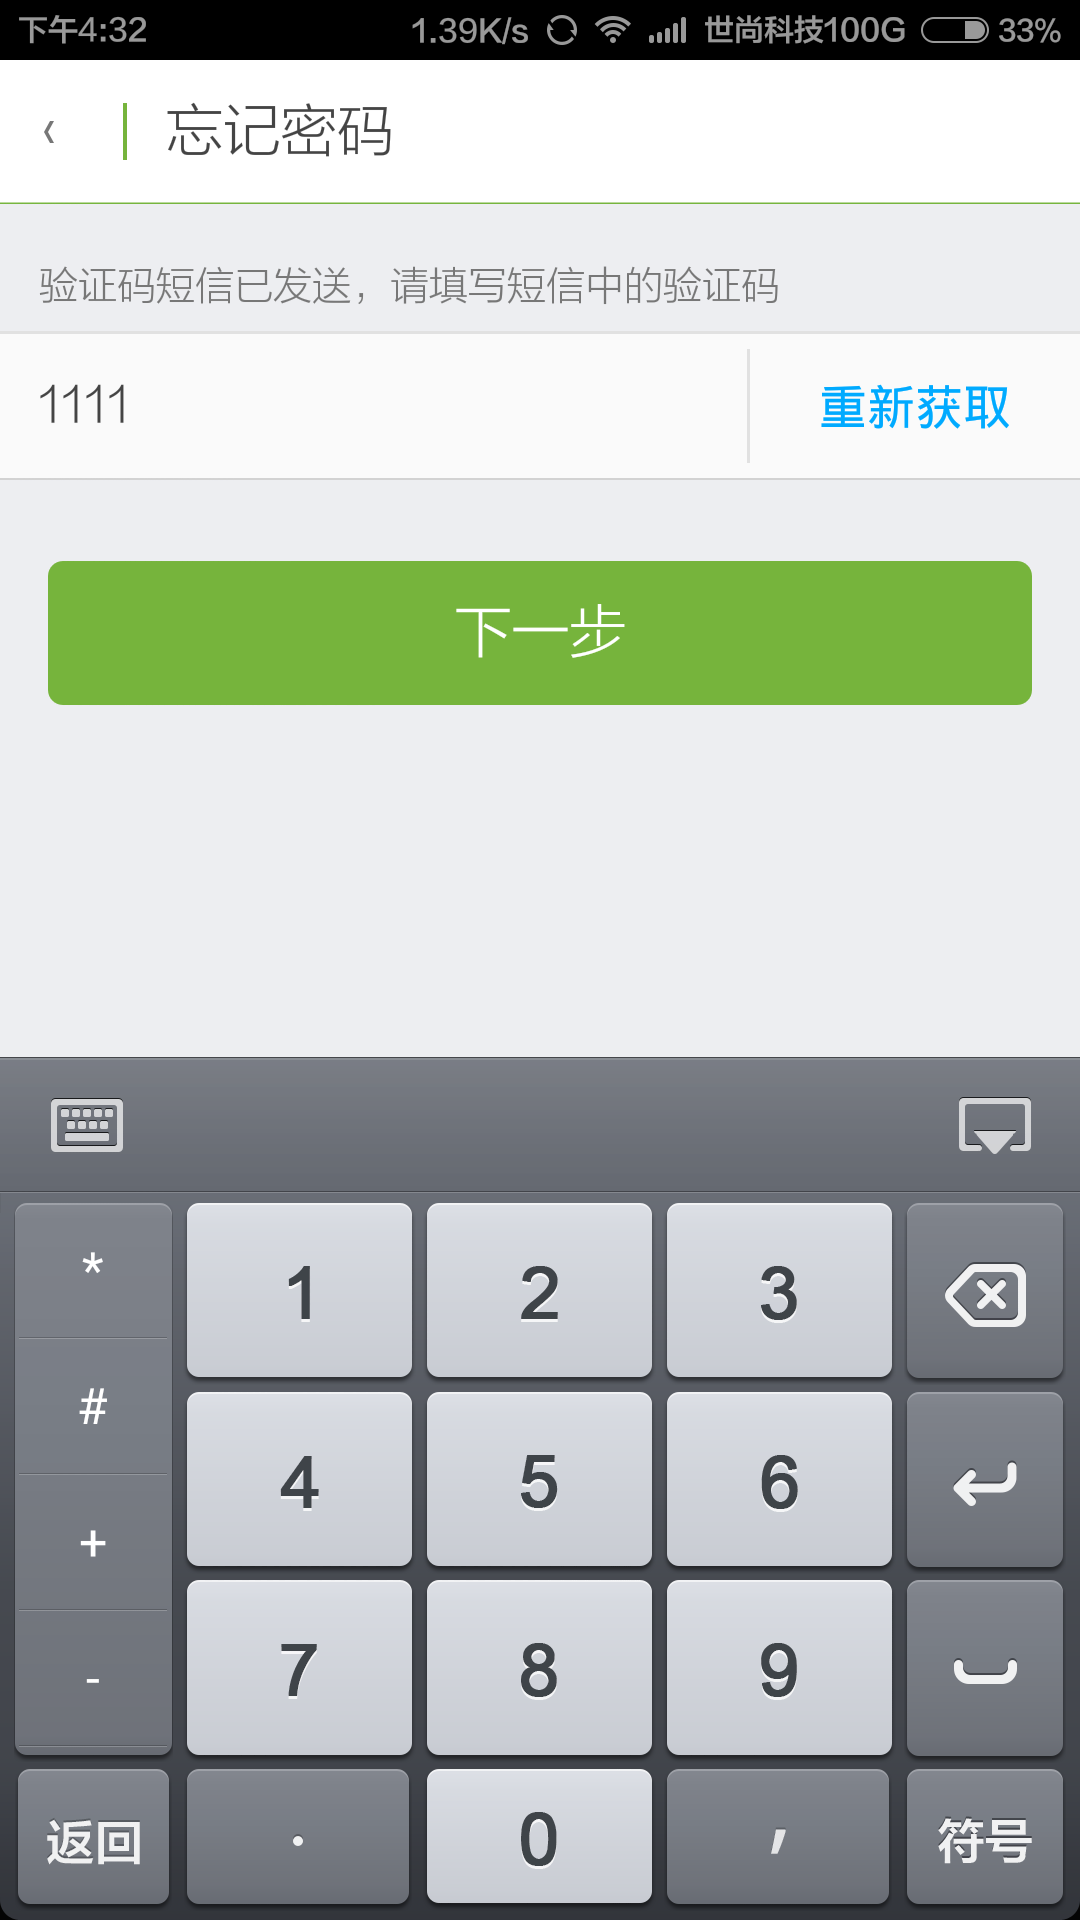 下午4:32 1.39K/s 世尚科技100G 33%
忘记密码
验证码短信已发送，请填写短信中的验证码
1111 重新获取
下一步
* 1 2 3
# 4 5 6
+ 7 8 9
-
返回 . 0 , 符号